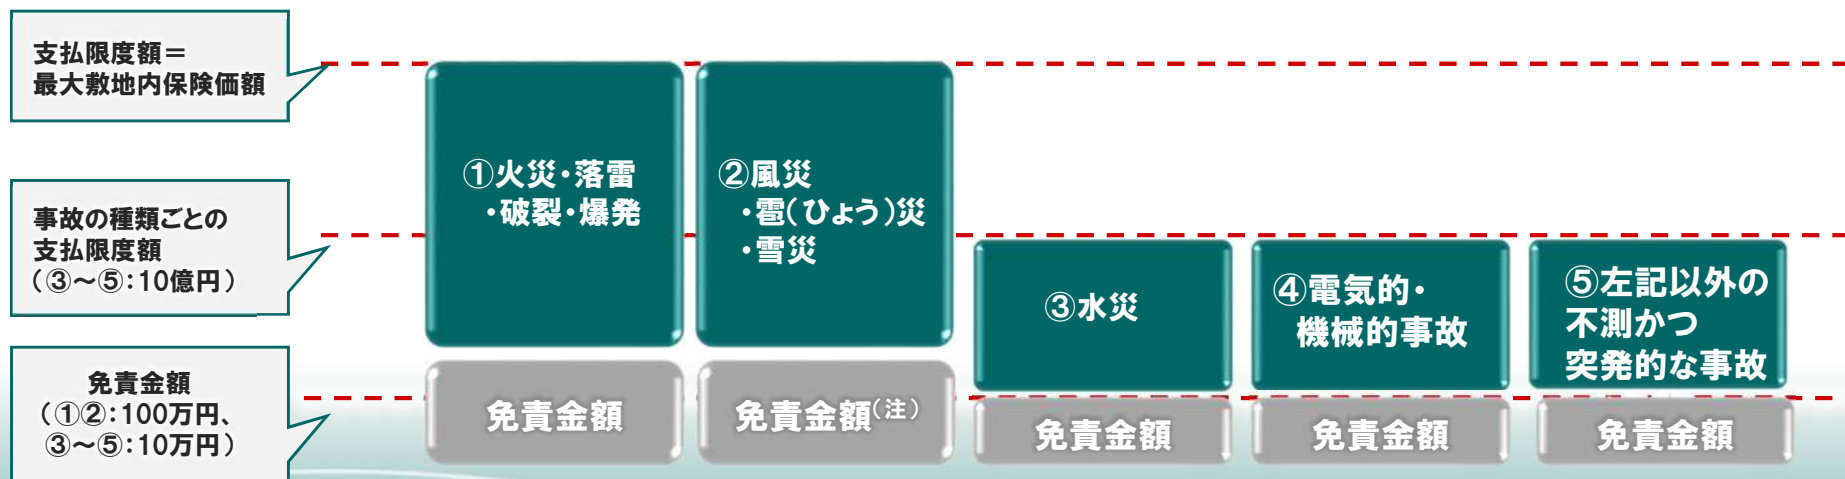 支払限度額＝
最大敷地内保険価額
事故の種類ごとの
支払限度額
（③～⑤：10億円）
免責金額
（①②：100万円、
③～⑤：10万円）
①火災・落雷
・破裂・爆発
②風災
・雹（ひょう）災
・雪災
③水災
④電気的・
機械的事故
⑤左記以外の
不測かつ
突発的な事故
免責金額
免責金額（注）
免責金額
免責金額
免責金額